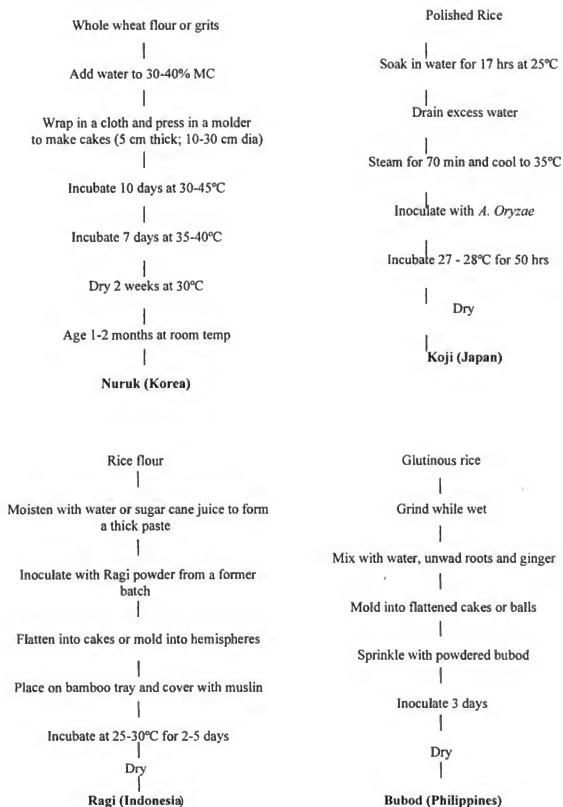 Whole wheat flour or grits
Add water to 30-40% MC
Wrap in a cloth and press in a molder
to make cakes (5 cm thick; 10-30 cm dia)
Incubate 10 days at 30-45ºC
Incubate 7 days at 35-40ºC
Dry 2 weeks at 30ºC
Age 1-2 months at room temp
Nuruk (Korea)
Polished Rice
Soak in water for 17 hrs at 25ºC
Drain excess water
Steam for 70 min and cool to 35ºC
Inoculate with A. Oryzae
Incubate 27 - 28ºC for 50 hrs
Dry
Koji (Japan)
Rice flour
Moisten with water or sugar cane juice to form
a thick paste
Inoculate with Ragi powder from a former
batch
Flatten into cakes or mold into hemispheres
Place on bamboo tray and cover with muslin
Incubate at 25-30ºC for 2-5 days
Dry
Ragi (Indonesia)
Glutinous rice
Grind while wet
Mix with water, unwad roots and ginger
Mold into flattened cakes or balls
Sprinkle with powdered bubod
Inoculate 3 days
Dry
Bubod (Philippines)